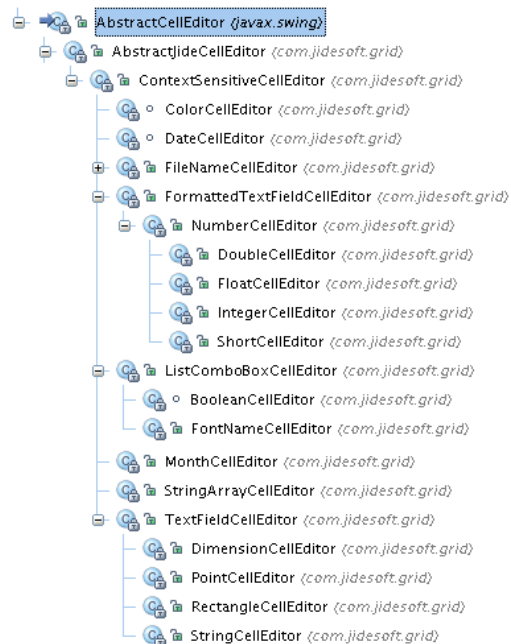 AbstractCellEditor (javax.swing)
AbstractJideCellEditor (com.jidesoft.grid)
ContextSensitiveCellEditor (com.jidesoft.grid)
ColorCellEditor (com.jidesoft.grid)
DateCellEditor (com.jidesoft.grid)
FileNameCellEditor (com.jidesoft.grid)
FormattedTextFieldCellEditor (com.jidesoft.grid)
NumberCellEditor (com.jidesoft.grid)
DoubleCellEditor (com.jidesoft.grid)
FloatCellEditor (com.jidesoft.grid)
IntegerCellEditor (com.jidesoft.grid)
ShortCellEditor (com.jidesoft.grid)
ListComboBoxCellEditor (com.jidesoft.grid)
BooleanCellEditor (com.jidesoft.grid)
FontNameCellEditor (com.jidesoft.grid)
MonthCellEditor (com.jidesoft.grid)
StringArrayCellEditor (com.jidesoft.grid)
TextFieldCellEditor (com.jidesoft.grid)
DimensionCellEditor (com.jidesoft.grid)
PointCellEditor (com.jidesoft.grid)
RectangleCellEditor (com.jidesoft.grid)
StringCellEditor (com.jidesoft.grid)